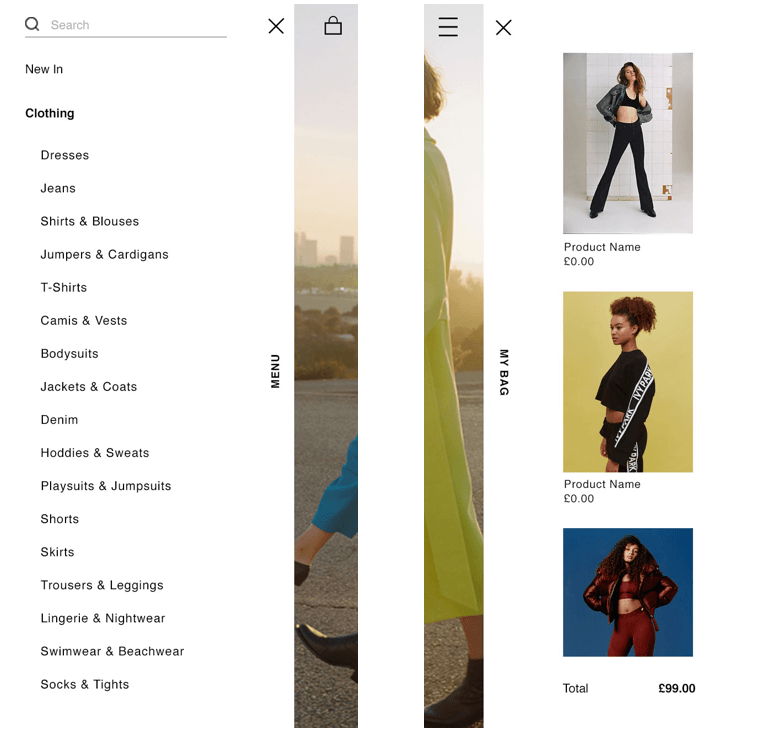 Search
New In
Clothing
Dresses
Jeans
Shirts & Blouses
Jumpers & Cardigans
T-Shirts
Camis & Vests
Bodysuits
Jackets & Coats
Denim
Hoddies & Sweats
Playsuits & Jumpsuits
Shorts
Skirts
Trousers & Leggings
Lingerie & Nightwear
Swimwear & Beachwear
Socks & Tights
MENU
MY BAG
Product Name
£0.00
IVY PARK
Product Name
£0.00
Total £99.00